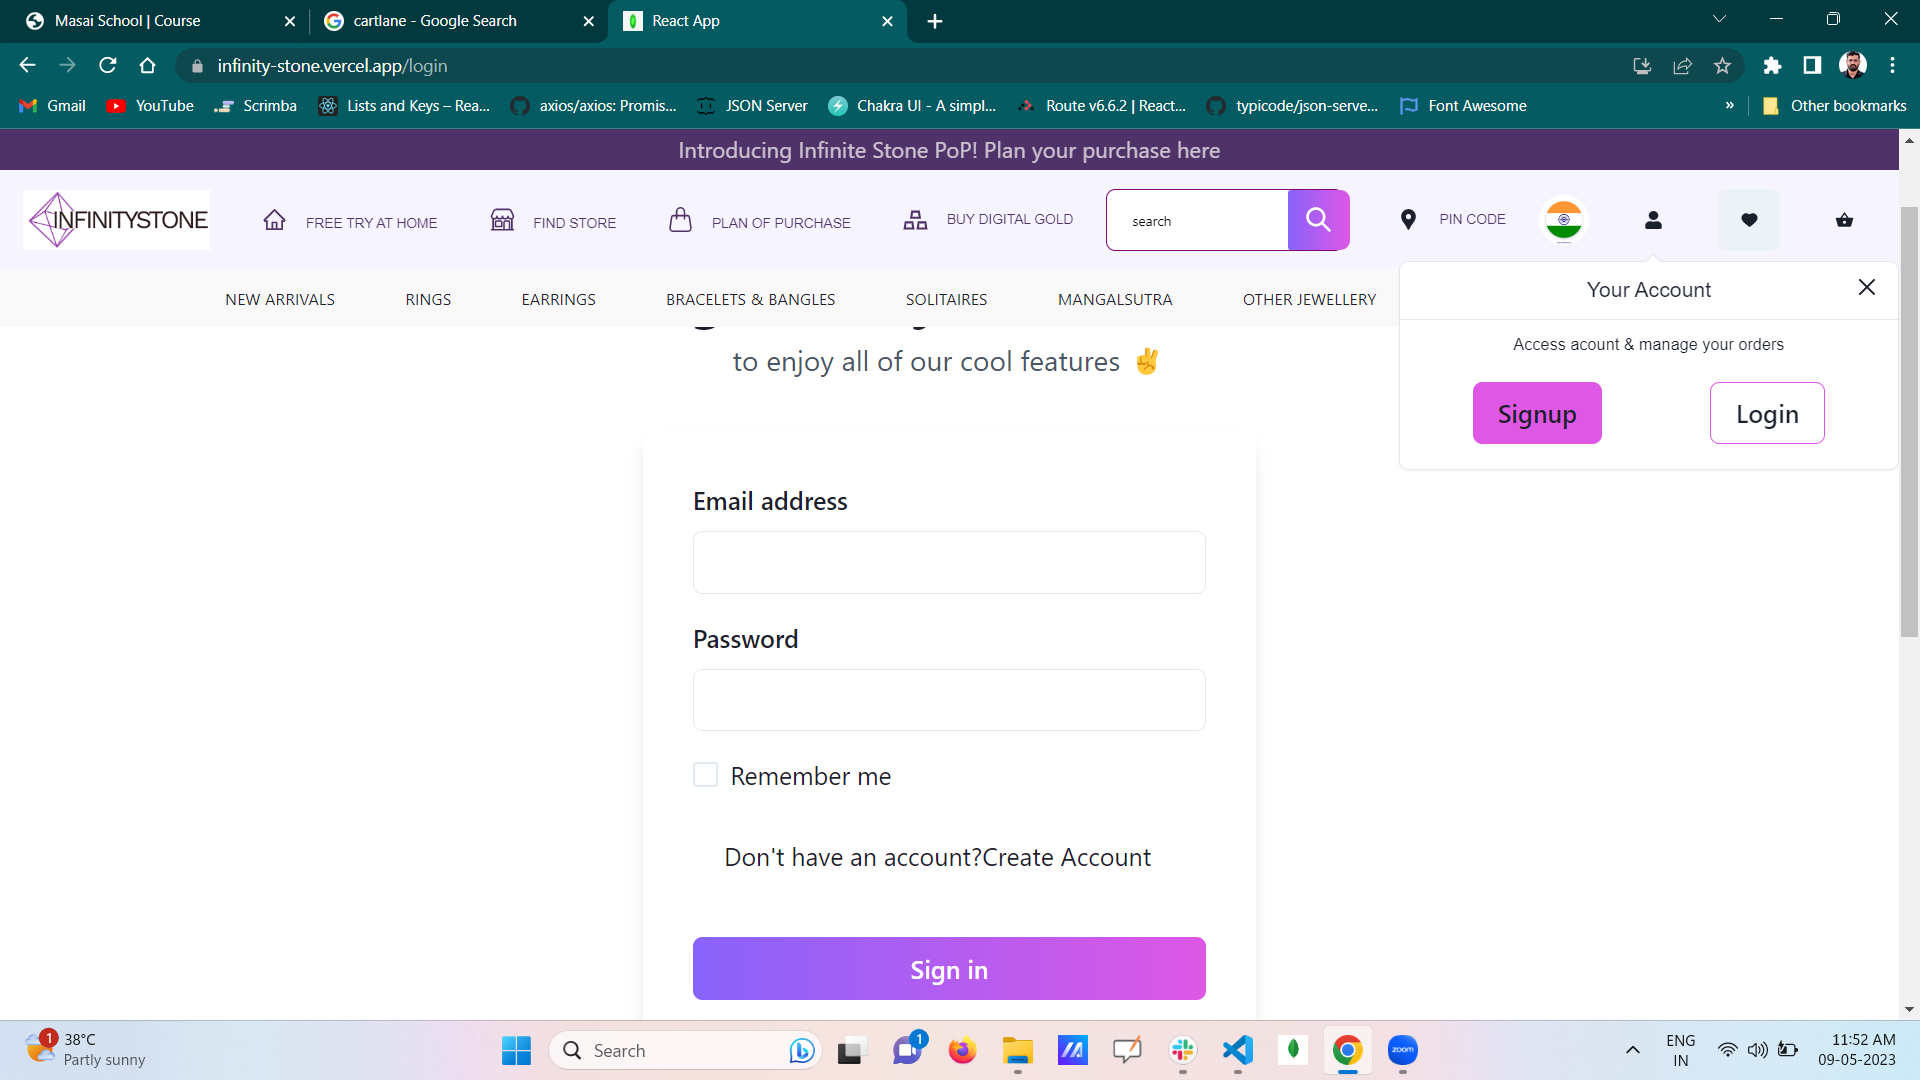 Masai School | Course
cartlane - Google Search
React App
infinity-stone.vercel.app/login
Gmail
YouTube
Scrimba
Lists and Keys – Rea...
axios/axios: Promis...
JSON Server
Chakra UI - A simpl...
Route v6.6.2 | React...
typicode/json-serve...
Font Awesome
»
Other bookmarks
Introducing Infinite Stone PoP! Plan your purchase here
INFINITYSTONE
FREE TRY AT HOME
FIND STORE
PLAN OF PURCHASE
BUY DIGITAL GOLD
search
PIN CODE
NEW ARRIVALS
RINGS
EARRINGS
BRACELETS & BANGLES
SOLITAIRES
MANGALSUTRA
OTHER JEWELLERY
Your Account
Access acount & manage your orders
Signup
Login
to enjoy all of our cool features ✌️
Email address
Password
Remember me
Don't have an account?Create Account
Sign in
1
38°C
Partly sunny
Search
1
zoom
ENG
IN
11:52 AM
09-05-2023